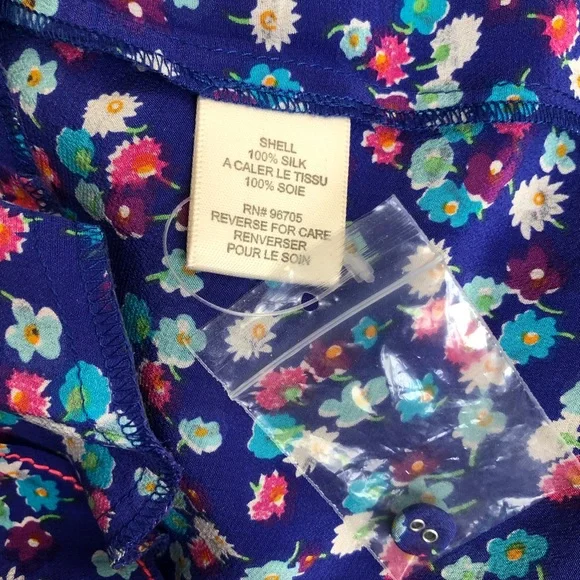 SHELL
100% SILK
A CALER LE TISSU
100% SOIE
RN# 96705
REVERSE FOR CARE
RENVERSER
POUR LE SOIN